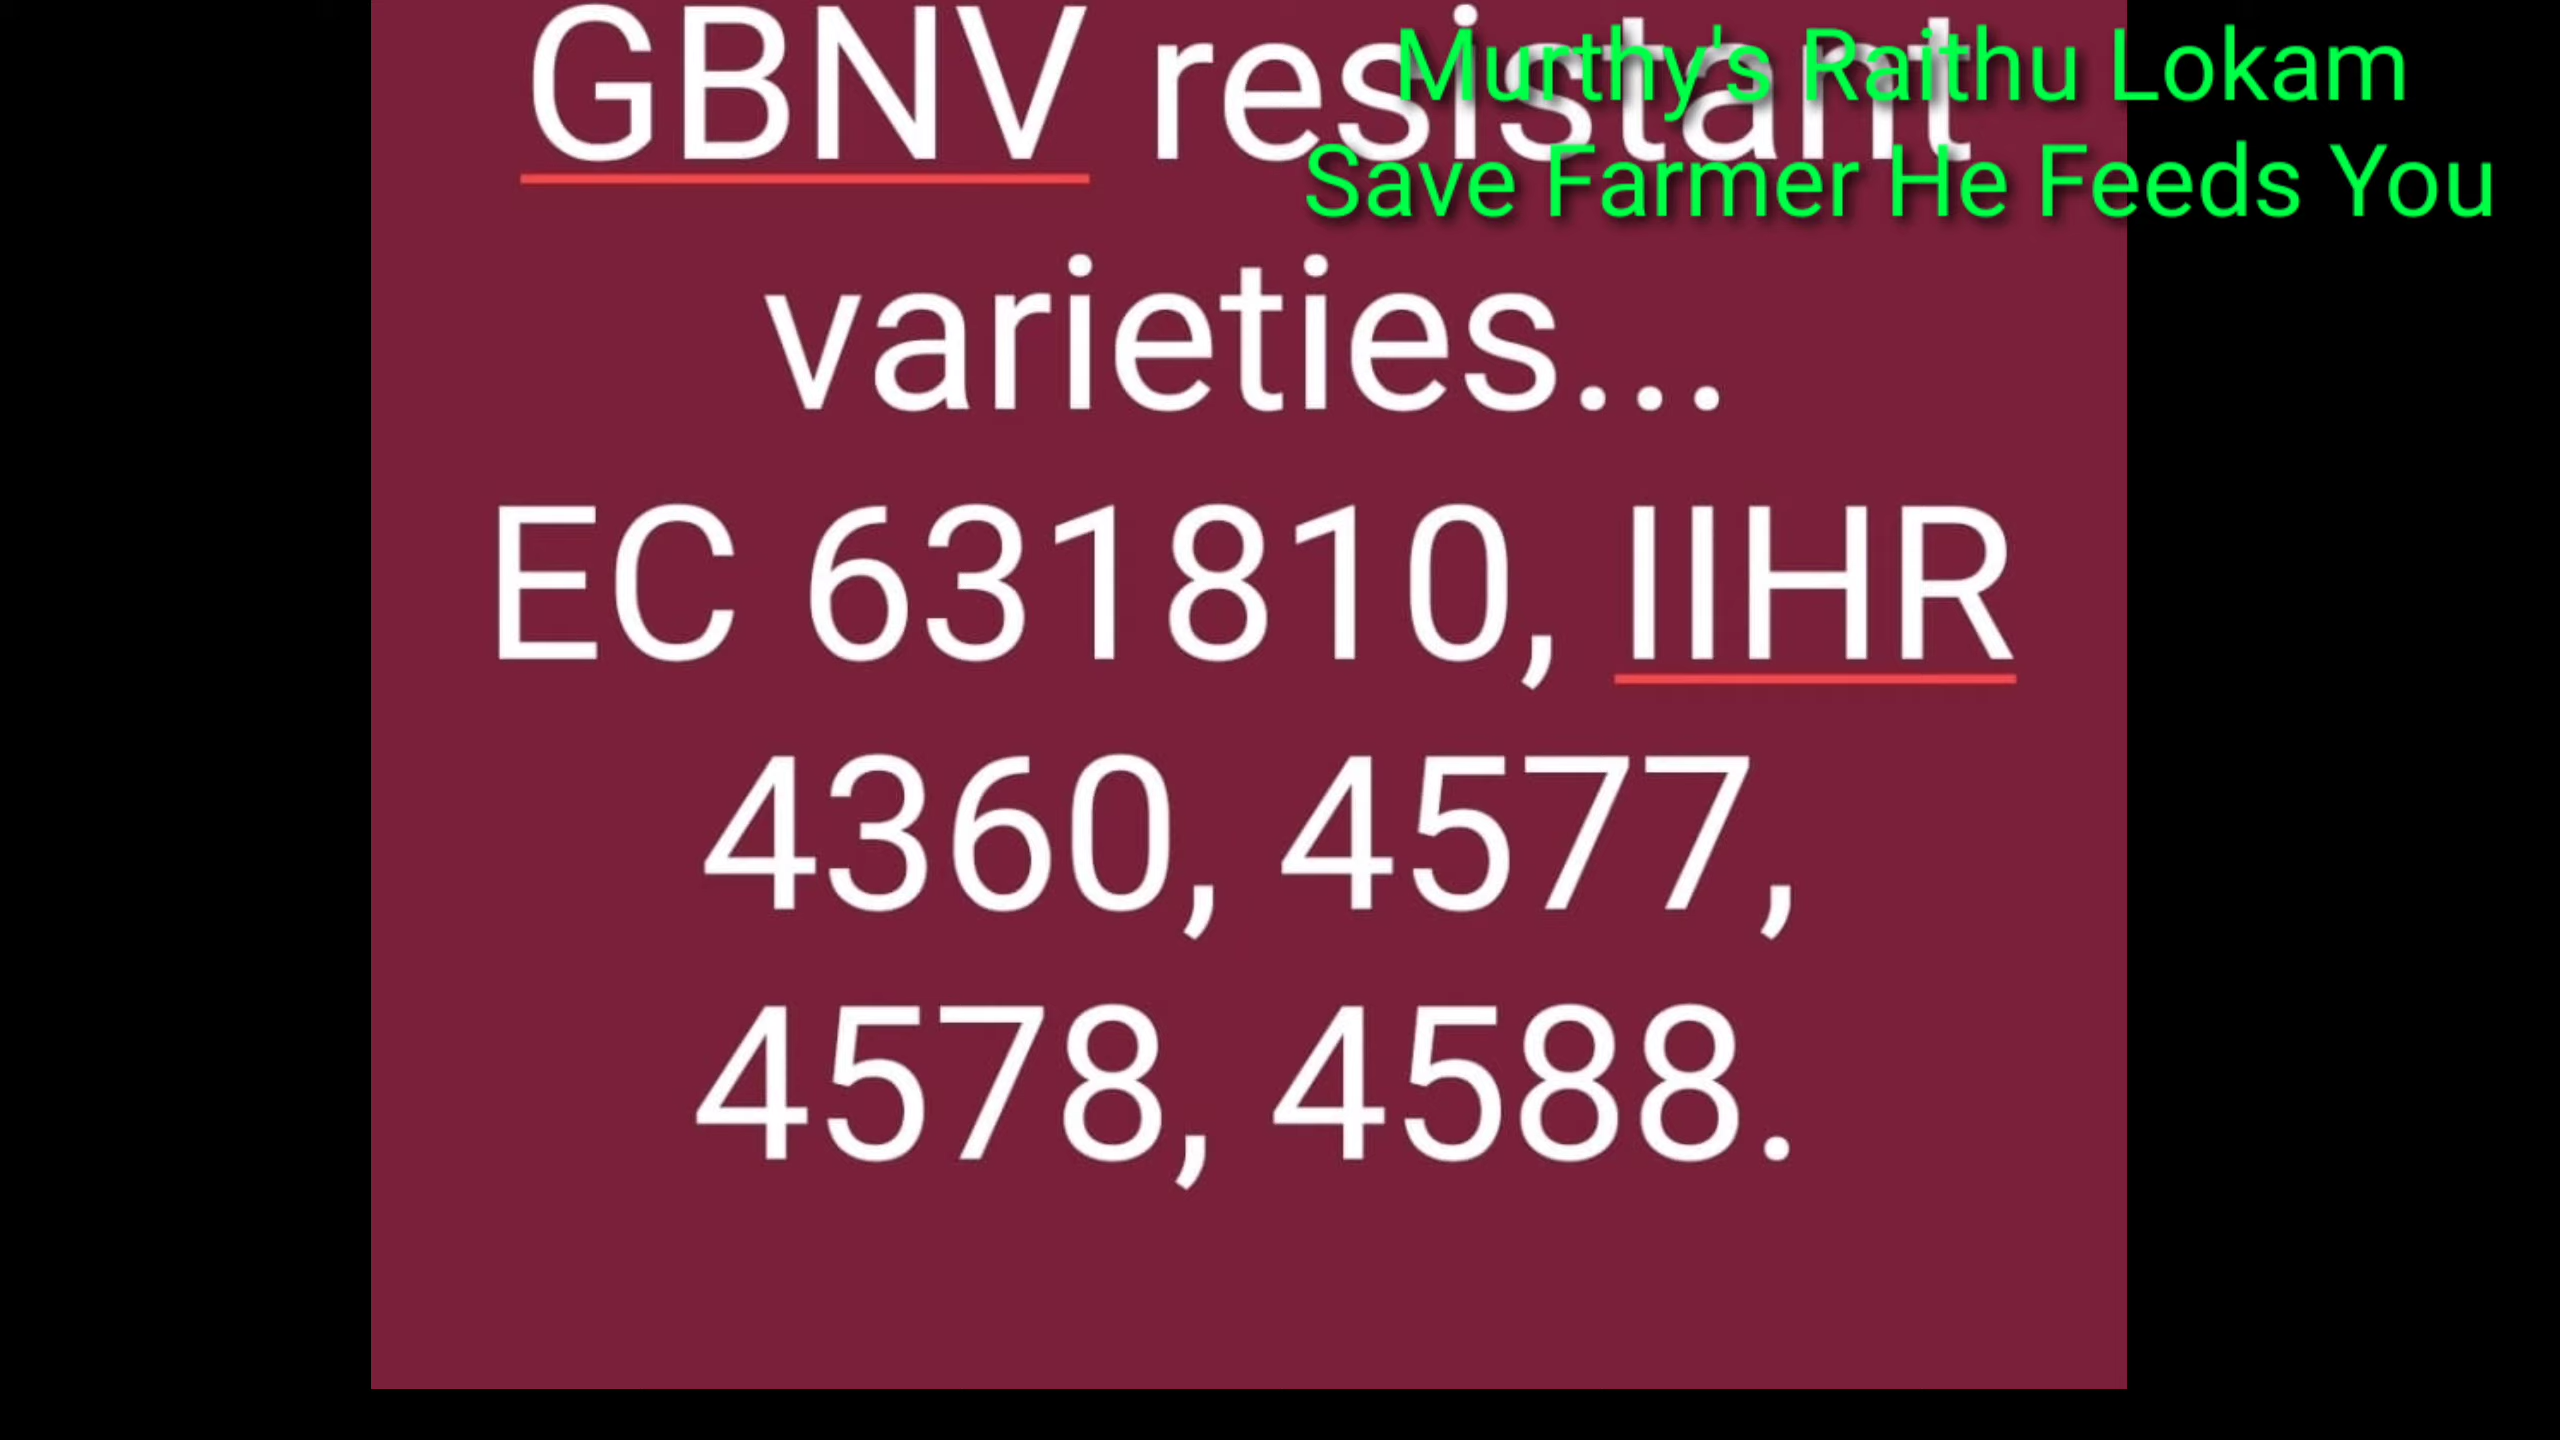 GBNV resistant
Murthy's Raithu Lokam
Save Farmer He Feeds You
varieties...
EC 631810, IIHR
4360, 4577,
4578, 4588.